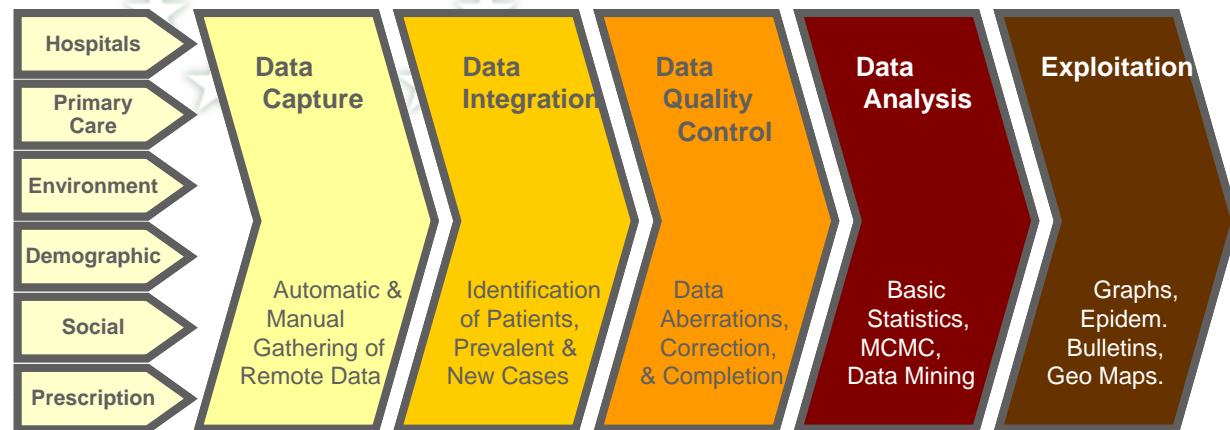 Hospitals
Primary
Care
Environment
Demographic
Social
Prescription
Data
Capture
Automatic &
Manual
Gathering of
Remote Data
Data
Integration
Identification
of Patients,
Prevalent &
New Cases
Data
Quality
Control
Data
Aberrations,
Correction,
& Completion
Data
Analysis
Basic
Statistics,
MCMC,
Data Mining
Exploitation
Graphs,
Epidem.
Bulletins,
Geo Maps.